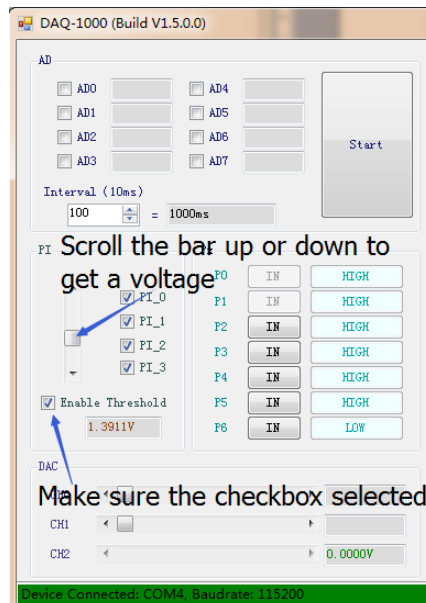 DAQ-1000 (Build V1.5.0.0)
AD
AD0 AD4
AD1 AD5
AD2 AD6
AD3 AD7
Start
Interval (10ms)
100 = 1000ms
PI
Scroll the bar up or down to
get a voltage
P0 IN HIGH
PI_0
P1 IN HIGH
PI_1
P2 IN HIGH
PI_2
P3 IN HIGH
PI_3
P4 IN HIGH
Enable Threshold
P5 IN HIGH
1.3911V
P6 IN LOW
DAC
Make sure the checkbox selected
CH1
CH2 0.0000V
Device Connected: COM4, Baudrate: 115200